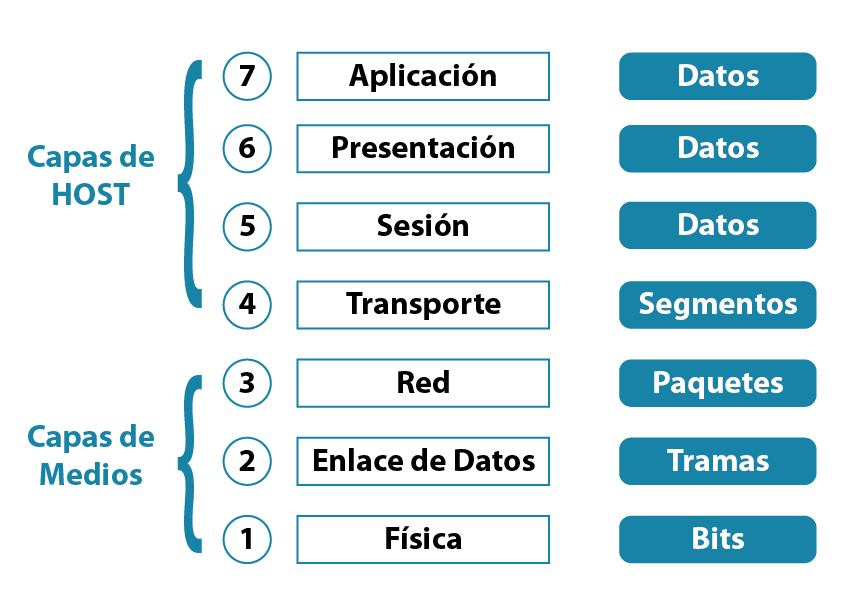 Capas de
HOST
7 Aplicación Datos
6 Presentación Datos
5 Sesión Datos
4 Transporte Segmentos
Capas de
Medios
3 Red Paquetes
2 Enlace de Datos Tramas
1 Física Bits